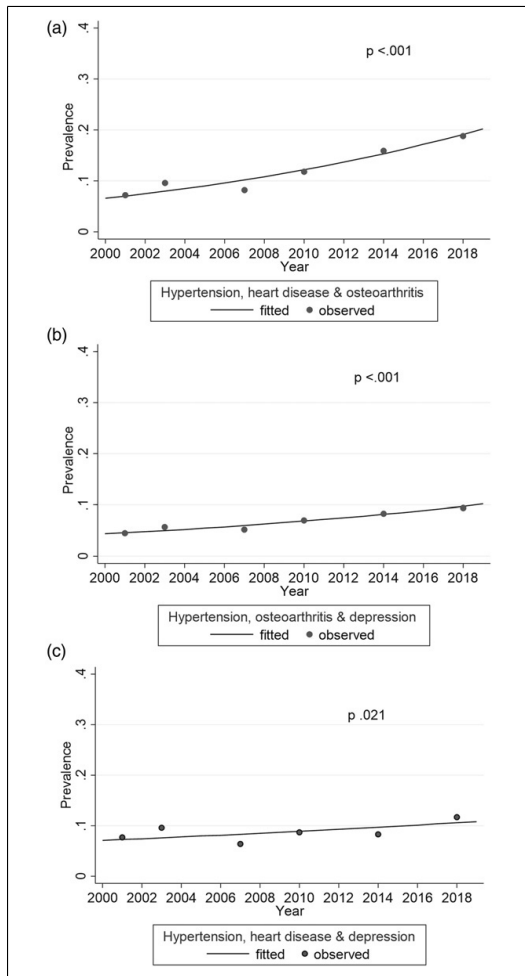 (a)
p <.001
Prevalence
0 .1 .2 .3 .4
2000 2002 2004 2006 2008 2010 2012 2014 2016 2018
Year
Hypertension, heart disease & osteoarthritis
fitted observed
(b)
p <.001
Prevalence
0 .1 .2 .3 .4
2000 2002 2004 2006 2008 2010 2012 2014 2016 2018
Year
Hypertension, osteoarthritis & depression
fitted observed
(c)
p .021
Prevalence
0 .1 .2 .3 .4
2000 2002 2004 2006 2008 2010 2012 2014 2016 2018
Year
Hypertension, heart disease & depression
fitted observed